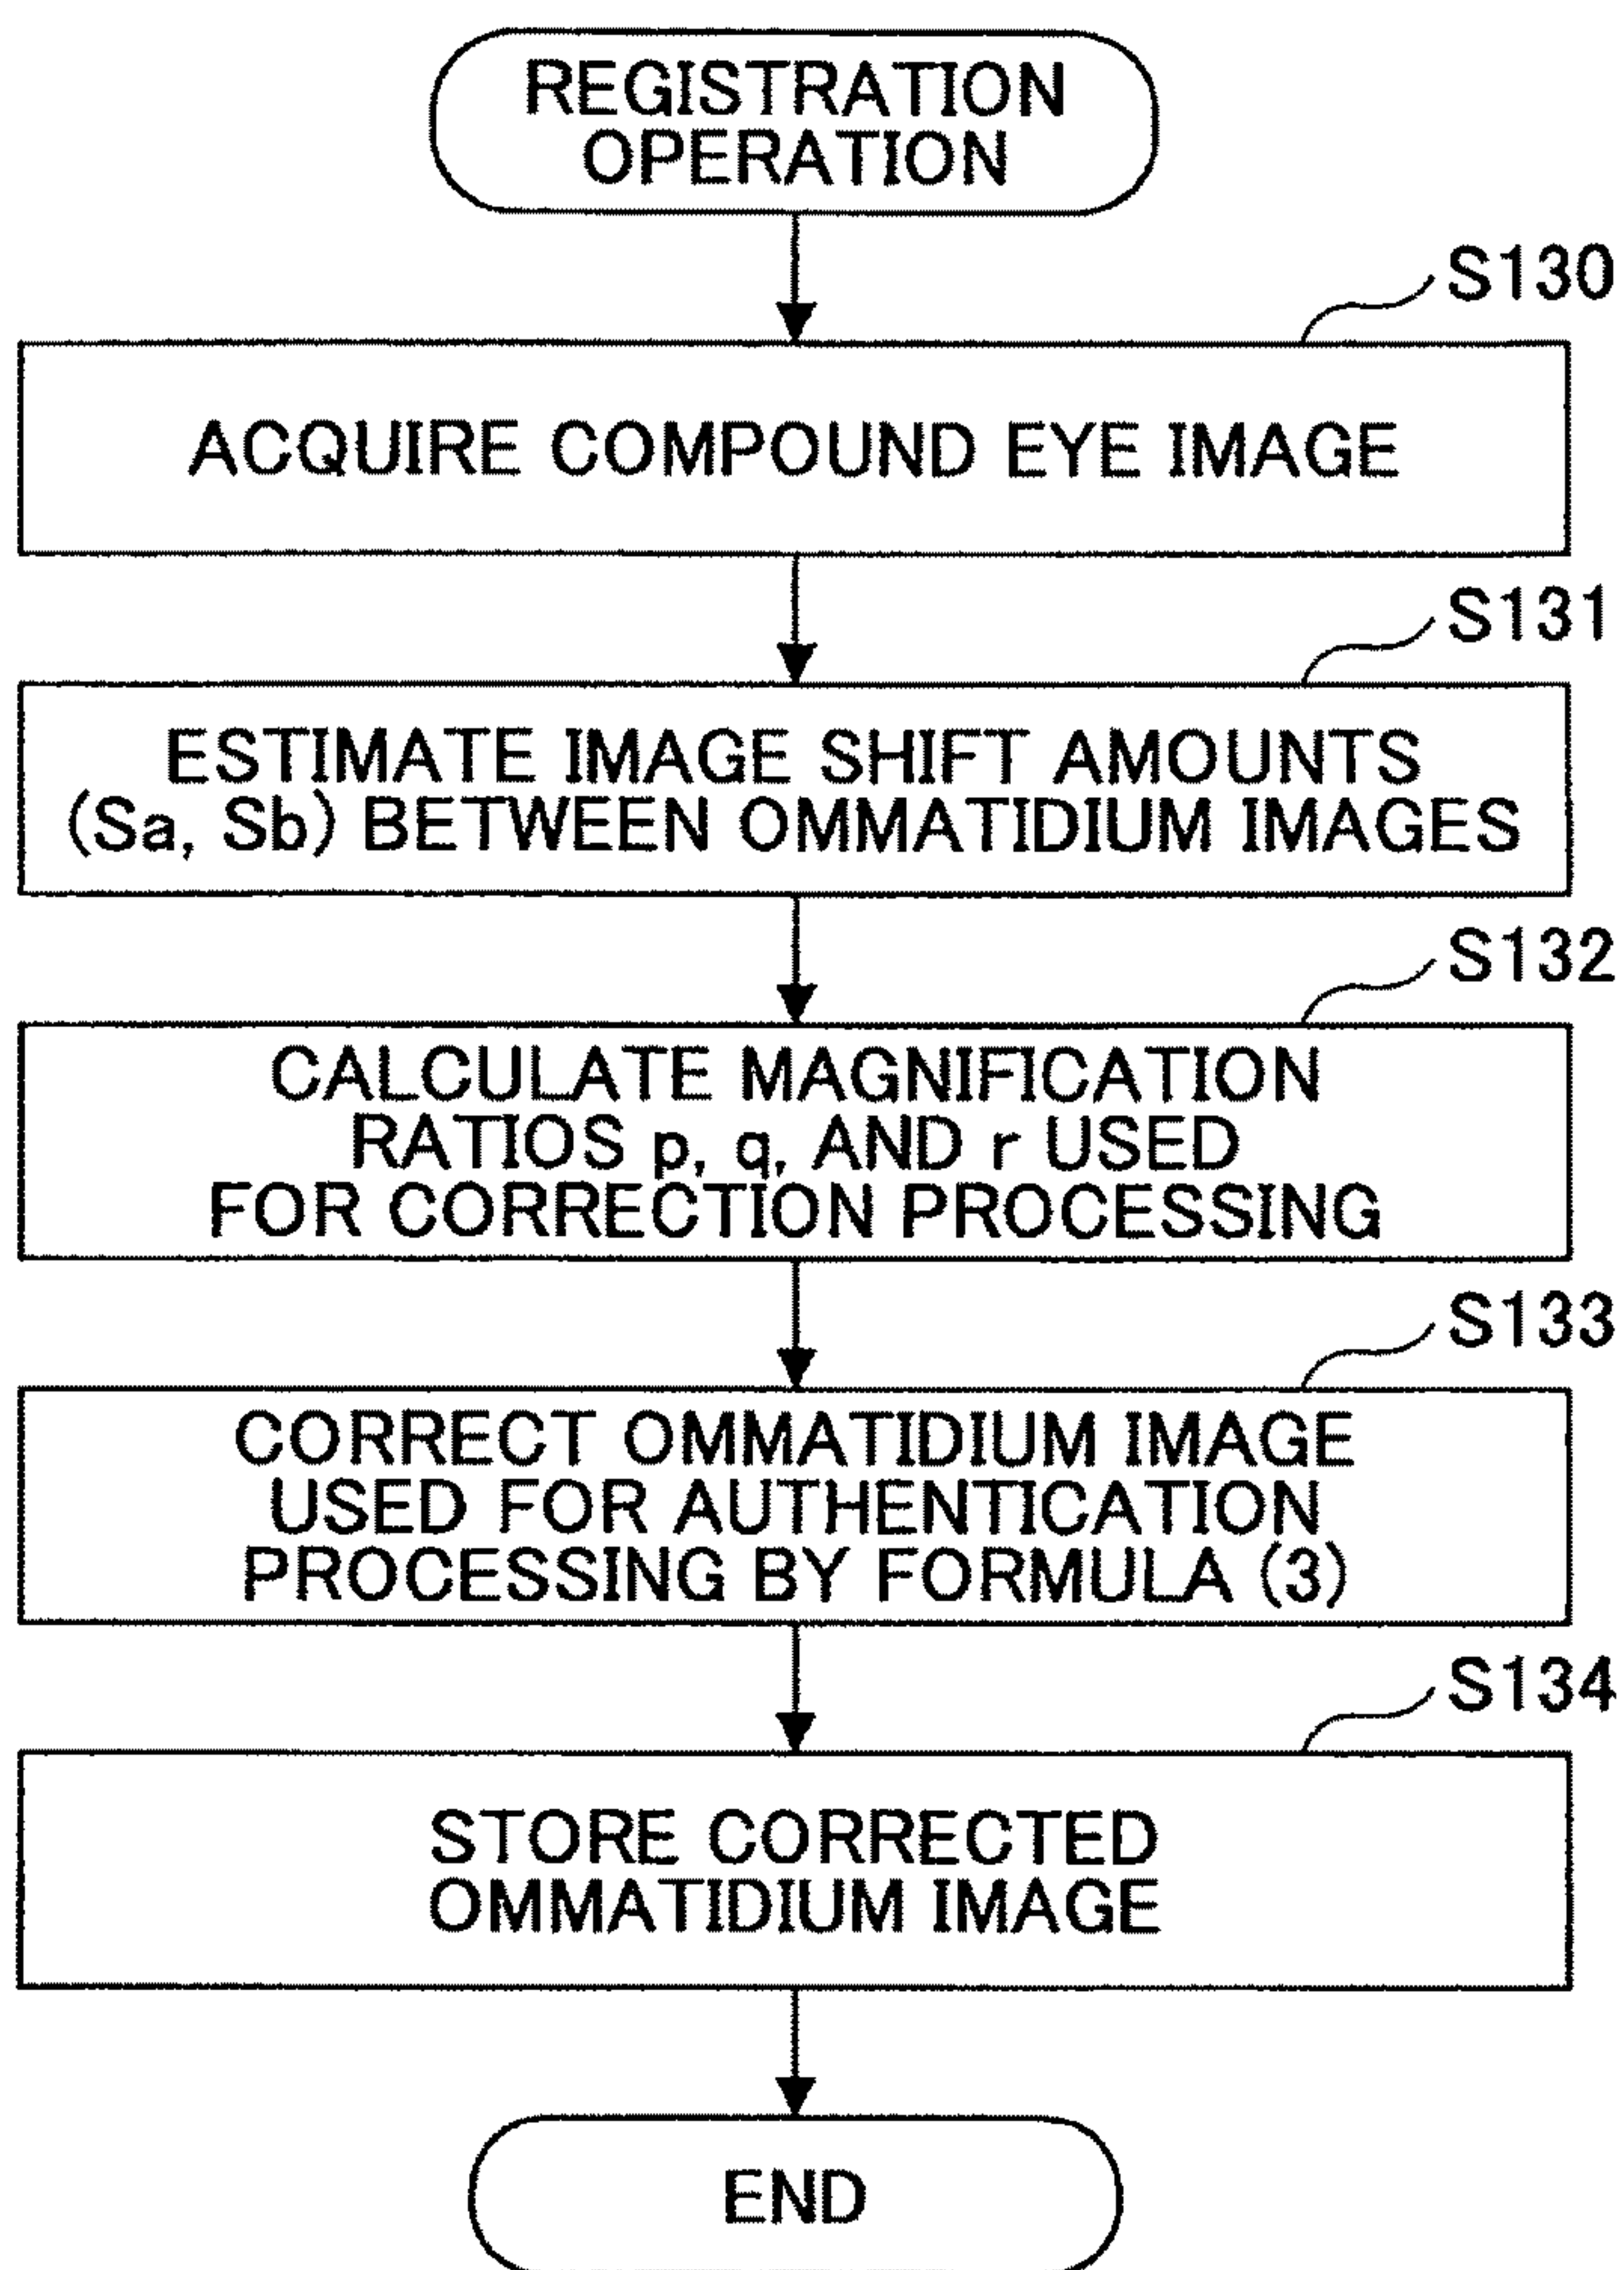 REGISTRATION
OPERATION
S130
ACQUIRE COMPOUND EYE IMAGE
S131
ESTIMATE IMAGE SHIFT AMOUNTS
(Sa, Sb) BETWEEN OMMATIDIUM IMAGES
S132
CALCULATE MAGNIFICATION
RATIOS p, q, AND r USED
FOR CORRECTION PROCESSING
S133
CORRECT OMMATIDIUM IMAGE
USED FOR AUTHENTICATION
PROCESSING BY FORMULA (3)
S134
STORE CORRECTED
OMMATIDIUM IMAGE
END